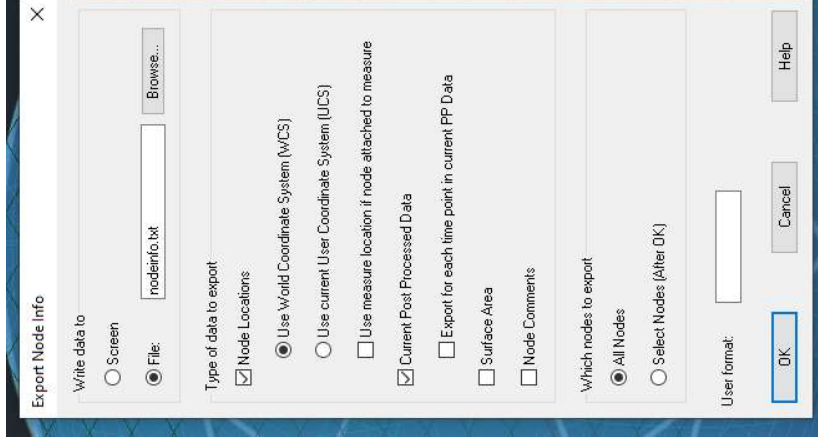 Export Node Info
Write data to
Screen
File:
nodeinfo.txt
Browse...
Type of data to export
Node Locations
Use World Coordinate System (WCS)
Use current User Coordinate System (UCS)
Use measure location if node attached to measure
Current Post Processed Data
Export for each time point in current PP Data
Surface Area
Node Comments
Which nodes to export
All Nodes
Select Nodes (After OK)
User format:
OK
Cancel
Help